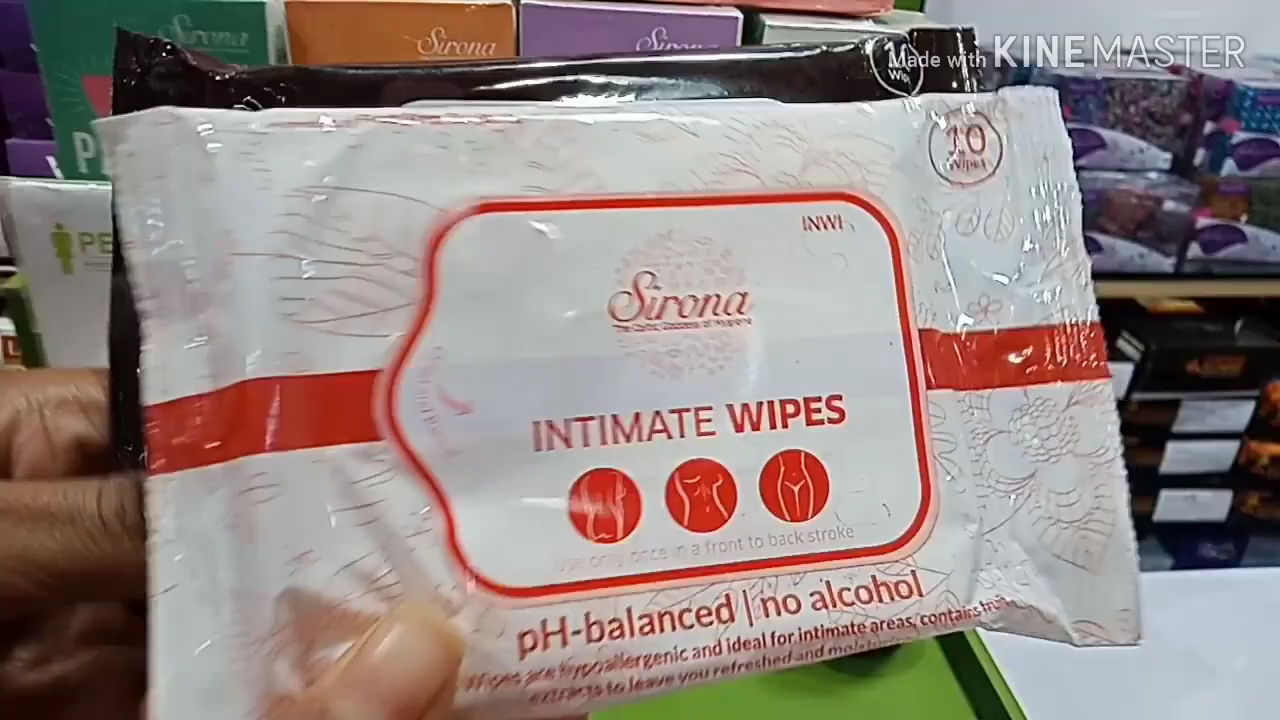 Sirona
Sirona
Sirona
Made with KINEMASTER
10
Wipes
INWI
Sirona
INTIMATE WIPES
use only once in a front to back stroke
pH-balanced | no alcohol
Wipes are hypoallergenic and ideal for intimate areas, contains fruit
extracts to leave you refreshed and